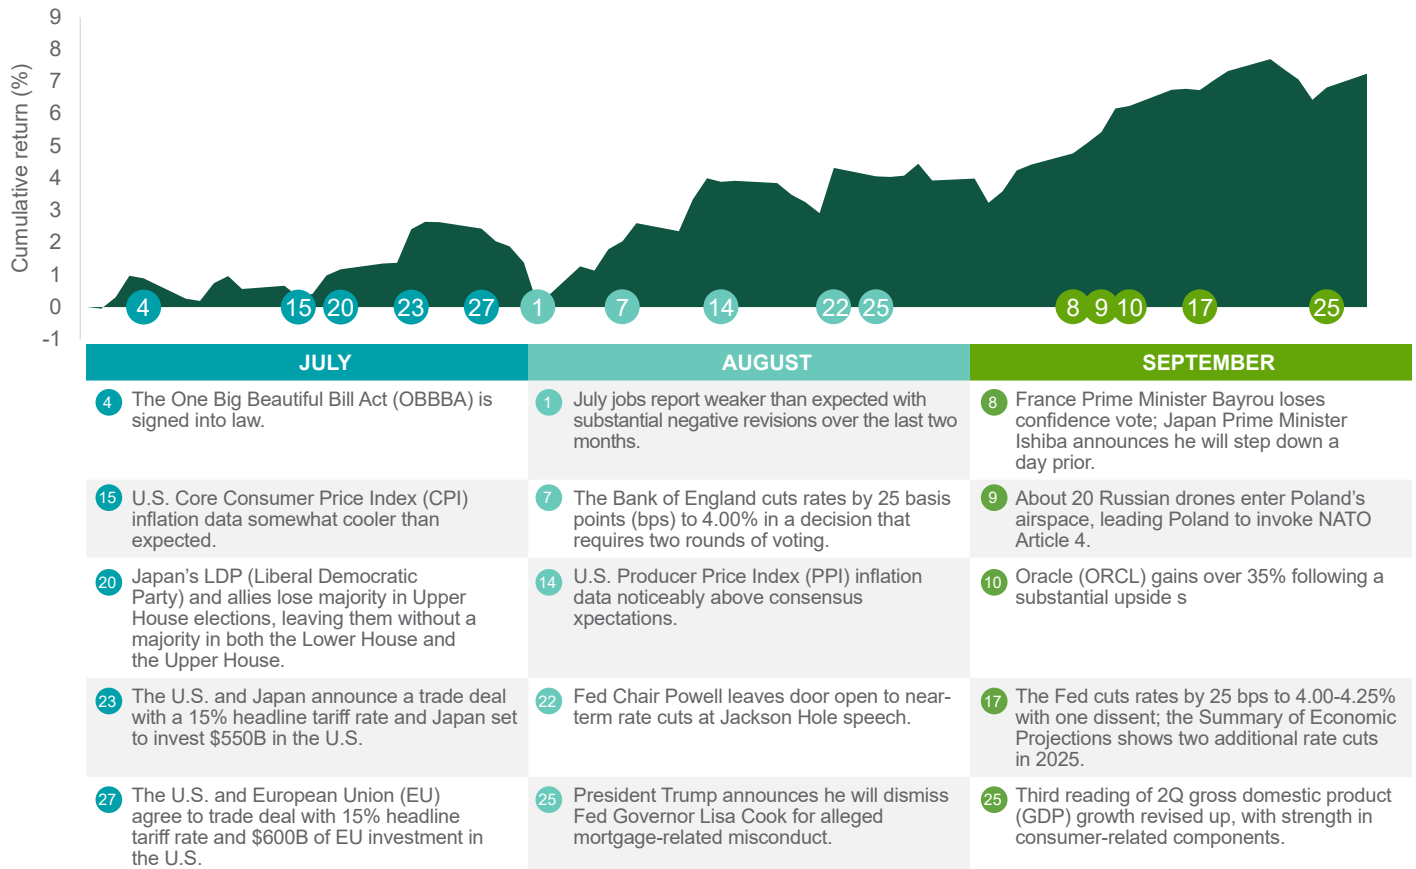 9
8
7
6
5
4
3
2
1
0
-1
Cumulative return (%)
4
15
20
23
27
1
7
14
22
25
8
9
10
17
25
JULY
4
The One Big Beautiful Bill Act (OBBBA) is
signed into law.
15
U.S. Core Consumer Price Index (CPI)
inflation data somewhat cooler than
expected.
20
Japan’s LDP (Liberal Democratic
Party) and allies lose majority in Upper
House elections, leaving them without a
majority in both the Lower House and
the Upper House.
23
The U.S. and Japan announce a trade deal
with a 15% headline tariff rate and Japan set
to invest $550B in the U.S.
27
The U.S. and European Union (EU)
agree to trade deal with 15% headline
tariff rate and $600B of EU investment in
the U.S.
AUGUST
1
July jobs report weaker than expected with
substantial negative revisions over the last two
months.
7
The Bank of England cuts rates by 25 basis
points (bps) to 4.00% in a decision that
requires two rounds of voting.
14
U.S. Producer Price Index (PPI) inflation
data noticeably above consensus
xpectations.
22
Fed Chair Powell leaves door open to near-
term rate cuts at Jackson Hole speech.
25
President Trump announces he will dismiss
Fed Governor Lisa Cook for alleged
mortgage-related misconduct.
SEPTEMBER
8
France Prime Minister Bayrou loses
confidence vote; Japan Prime Minister
Ishiba announces he will step down a
day prior.
9
About 20 Russian drones enter Poland’s
airspace, leading Poland to invoke NATO
Article 4.
10
Oracle (ORCL) gains over 35% following a
substantial upside s
17
The Fed cuts rates by 25 bps to 4.00-4.25%
with one dissent; the Summary of Economic
Projections shows two additional rate cuts
in 2025.
25
Third reading of 2Q gross domestic product
(GDP) growth revised up, with strength in
consumer-related components.